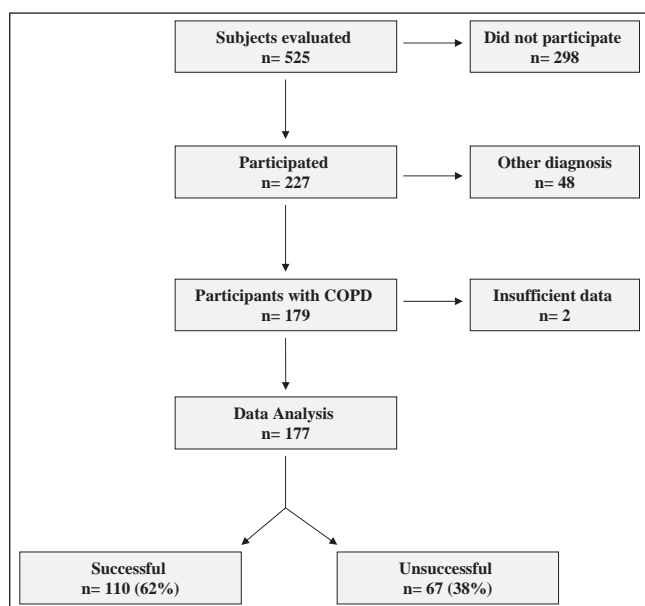 Subjects evaluated
n= 525
Did not participate
n= 298
Participated
n= 227
Other diagnosis
n= 48
Participants with COPD
n= 179
Insufficient data
n= 2
Data Analysis
n= 177
Successful
n= 110 (62%)
Unsuccessful
n= 67 (38%)